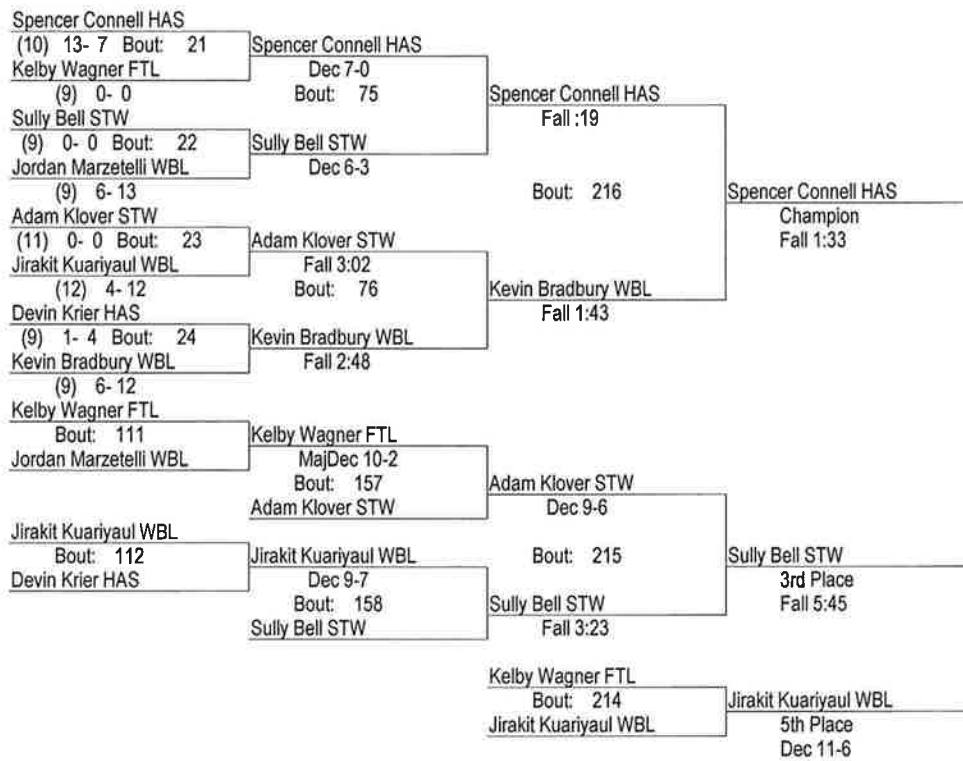 Spencer Connell HAS
(10) 13- 7 Bout: 21
Spencer Connell HAS
Kelby Wagner FTL
Dec 7-0
(9) 0- 0
Bout: 75
Spencer Connell HAS
Sully Bell STW
Fall :19
(9) 0- 0 Bout: 22
Sully Bell STW
Jordan Marzetelli WBL
Dec 6-3
(9) 6- 13
Bout: 216
Spencer Connell HAS
Adam Klover STW
Champion
(11) 0- 0 Bout: 23
Adam Klover STW
Fall 1:33
Jirakit Kuariyaul WBL
Fall 3:02
(12) 4- 12
Bout: 76
Kevin Bradbury WBL
Devin Krier HAS
Fall 1:43
(9) 1- 4 Bout: 24
Kevin Bradbury WBL
Kevin Bradbury WBL
Fall 2:48
(9) 6- 12
Kelby Wagner FTL
Bout: 111
Kelby Wagner FTL
Jordan Marzetelli WBL
MajDec 10-2
Bout: 157
Adam Klover STW
Adam Klover STW
Dec 9-6
Jirakit Kuariyaul WBL
Bout: 112
Jirakit Kuariyaul WBL
Bout: 215
Sully Bell STW
Devin Krier HAS
Dec 9-7
3rd Place
Bout: 158
Sully Bell STW
Fall 5:45
Sully Bell STW
Fall 3:23
Kelby Wagner FTL
Bout: 214
Jirakit Kuariyaul WBL
Jirakit Kuariyaul WBL
5th Place
Dec 11-6